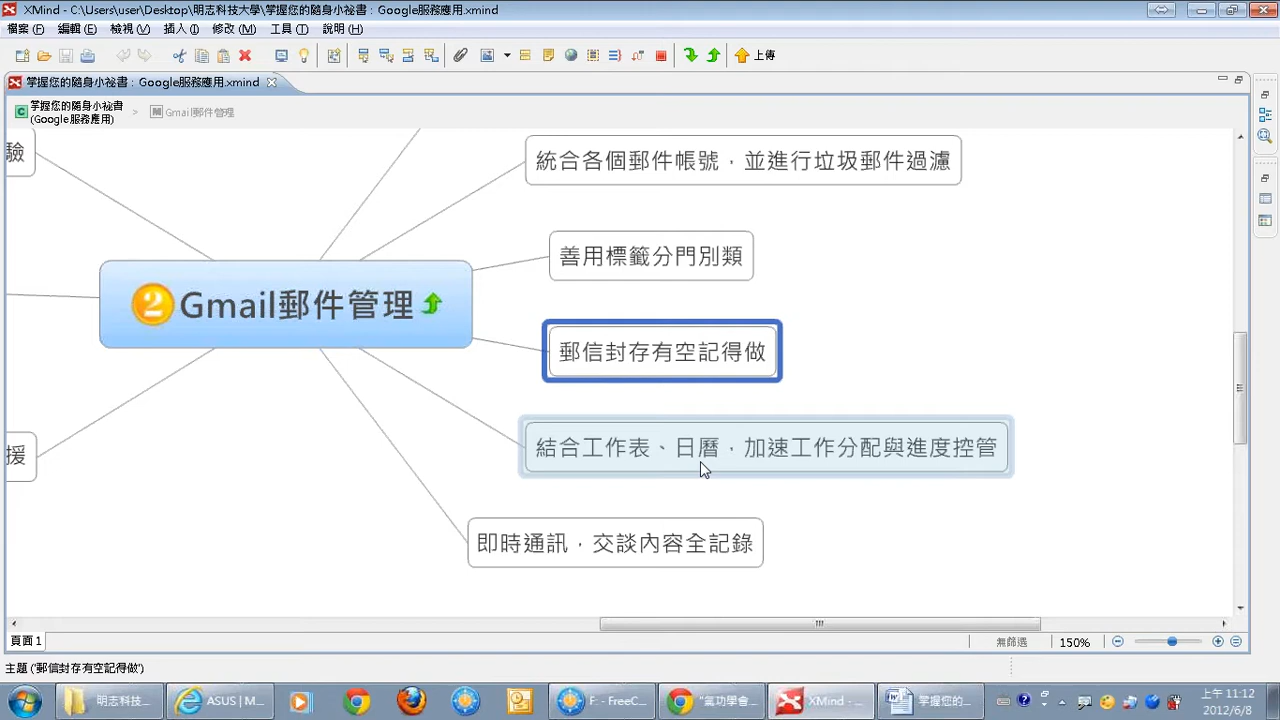 XMind - C:\Users\user\Desktop\明志科技大學\掌握您的隨身小祕書：Google服務應用.xmind
檔案(F) 編輯(E) 檢視(V) 插入(I) 修改(M) 工具(T) 說明(H)
上傳
掌握您的隨身小祕書：Google服務應用.xmind
掌握您的隨身小祕書
(Google服務應用)
> Gmail郵件管理
驗
統合各個郵件帳號，並進行垃圾郵件過濾
善用標籤分門別類
2 Gmail郵件管理
郵信封存有空記得做
結合工作表、日曆，加速工作分配與進度控管
援
即時通訊，交談內容全記錄
頁面 1
無篩選
150%
主題 ('郵信封存有空記得做')
明志科技...
ASUS | M...
F: - FreeC...
"氣功學會...
XMind - ...
掌握您的...
上午 11:12
2012/6/8